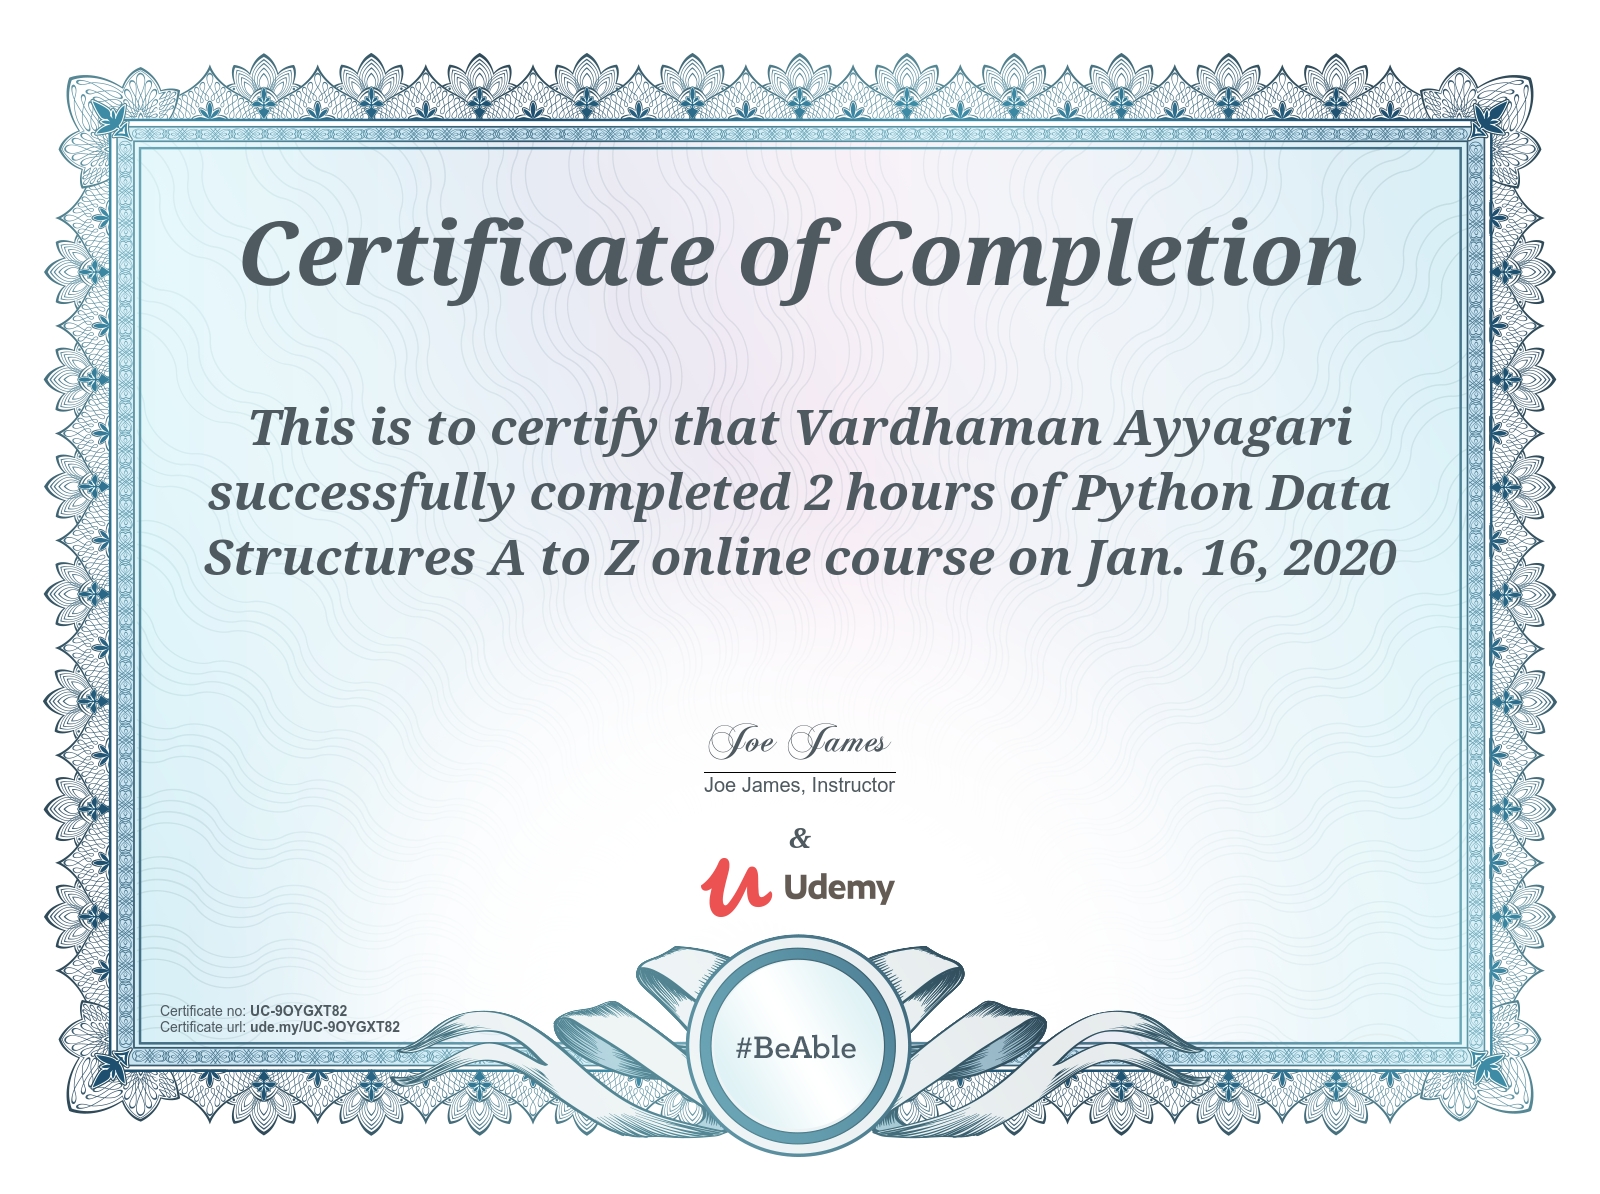 Certificate of Completion
This is to certify that Vardhaman Ayyagari
successfully completed 2 hours of Python Data
Structures A to Z online course on Jan. 16, 2020
Joe James
Joe James, Instructor
&
Udemy
Certificate no: UC-9OYGXT82
Certificate url: ude.my/UC-9OYGXT82
#BeAble